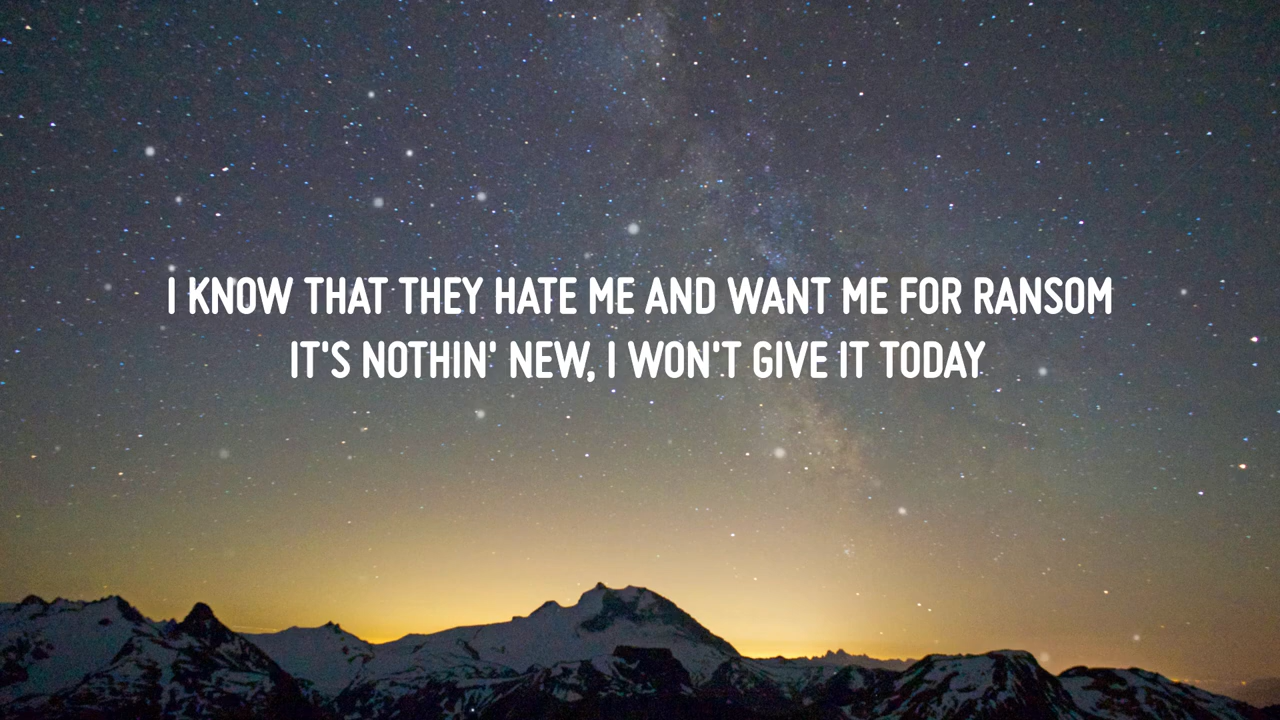 I KNOW THAT THEY HATE ME AND WANT ME FOR RANSOM
IT'S NOTHIN' NEW, I WON'T GIVE IT TODAY